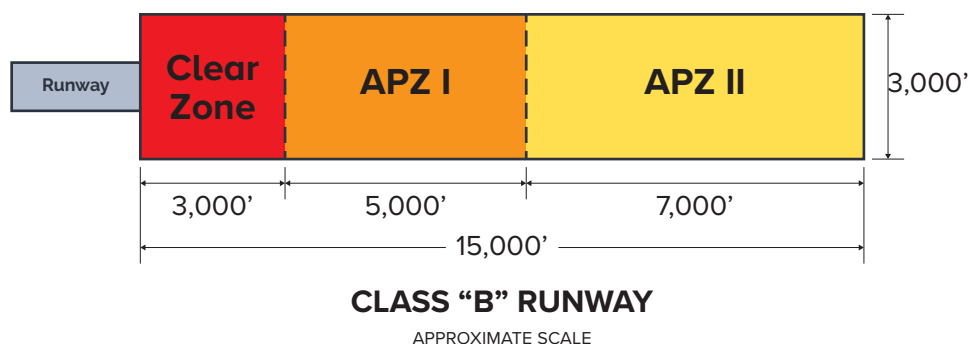 Runway
Clear
Zone
APZ I
APZ II
3,000’
3,000’
5,000’
7,000’
15,000’
CLASS “B” RUNWAY
APPROXIMATE SCALE